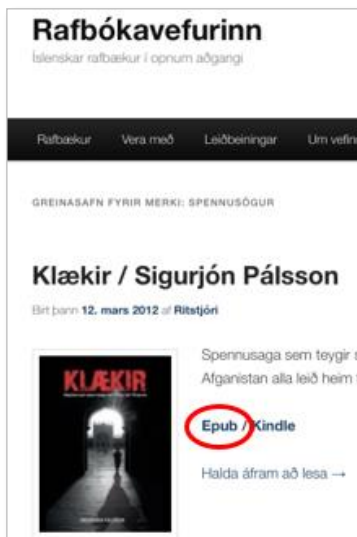 Rafbókavefurinn
Íslenskar rafbækur í opnum aðgangi
Rafbækur Vera með Leiðbeiningar Um vefinn
GREINASAFN FYRIR MERKI: SPENNUSÖGUR
Klækir / Sigurjón Pálsson
Birt þann 12. mars 2012 af Ritstjóri
KLÆKIR
Spennusaga sem teygir s
Afganistan alla leið heim
Epub / Kindle
Halda áfram að lesa →
SIGURJÓN PÁLSSON